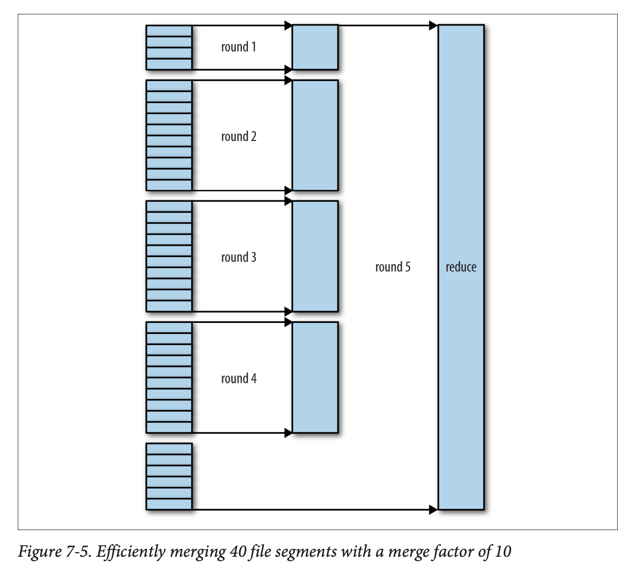 round 1
round 2
round 3
round 5
reduce
round 4
Figure 7-5. Efficiently merging 40 file segments with a merge factor of 10